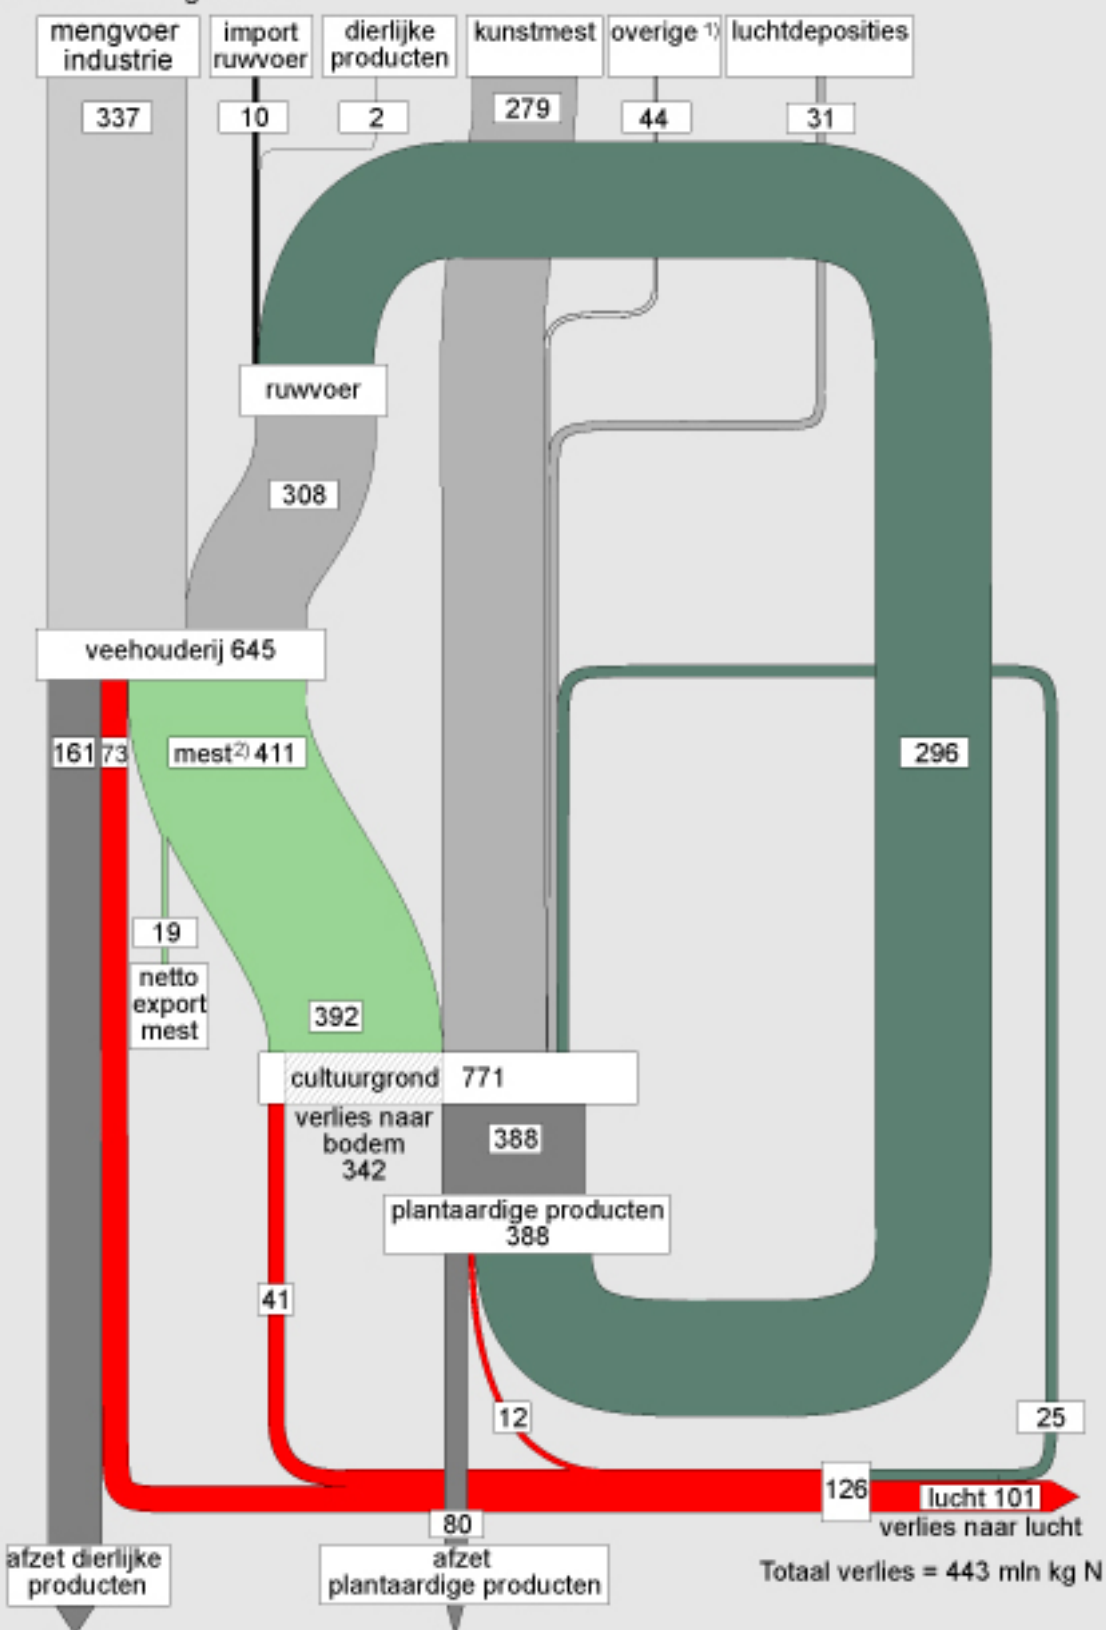 mengvoer
industrie
import
ruwvoer
dierlijke
producten
kunstmest
overige 1)
luchtdeposities
337
10
2
279
44
31
ruwvoer
308
veehouderij 645
161
73
mest2) 411
296
19
netto
export
mest
392
cultuurgrond 771
verlies naar
bodem
342
388
plantaardige producten
388
41
12
25
126
lucht 101
verlies naar lucht
80
afzet dierlijke
producten
afzet
plantaardige producten
Totaal verlies = 443 mln kg N